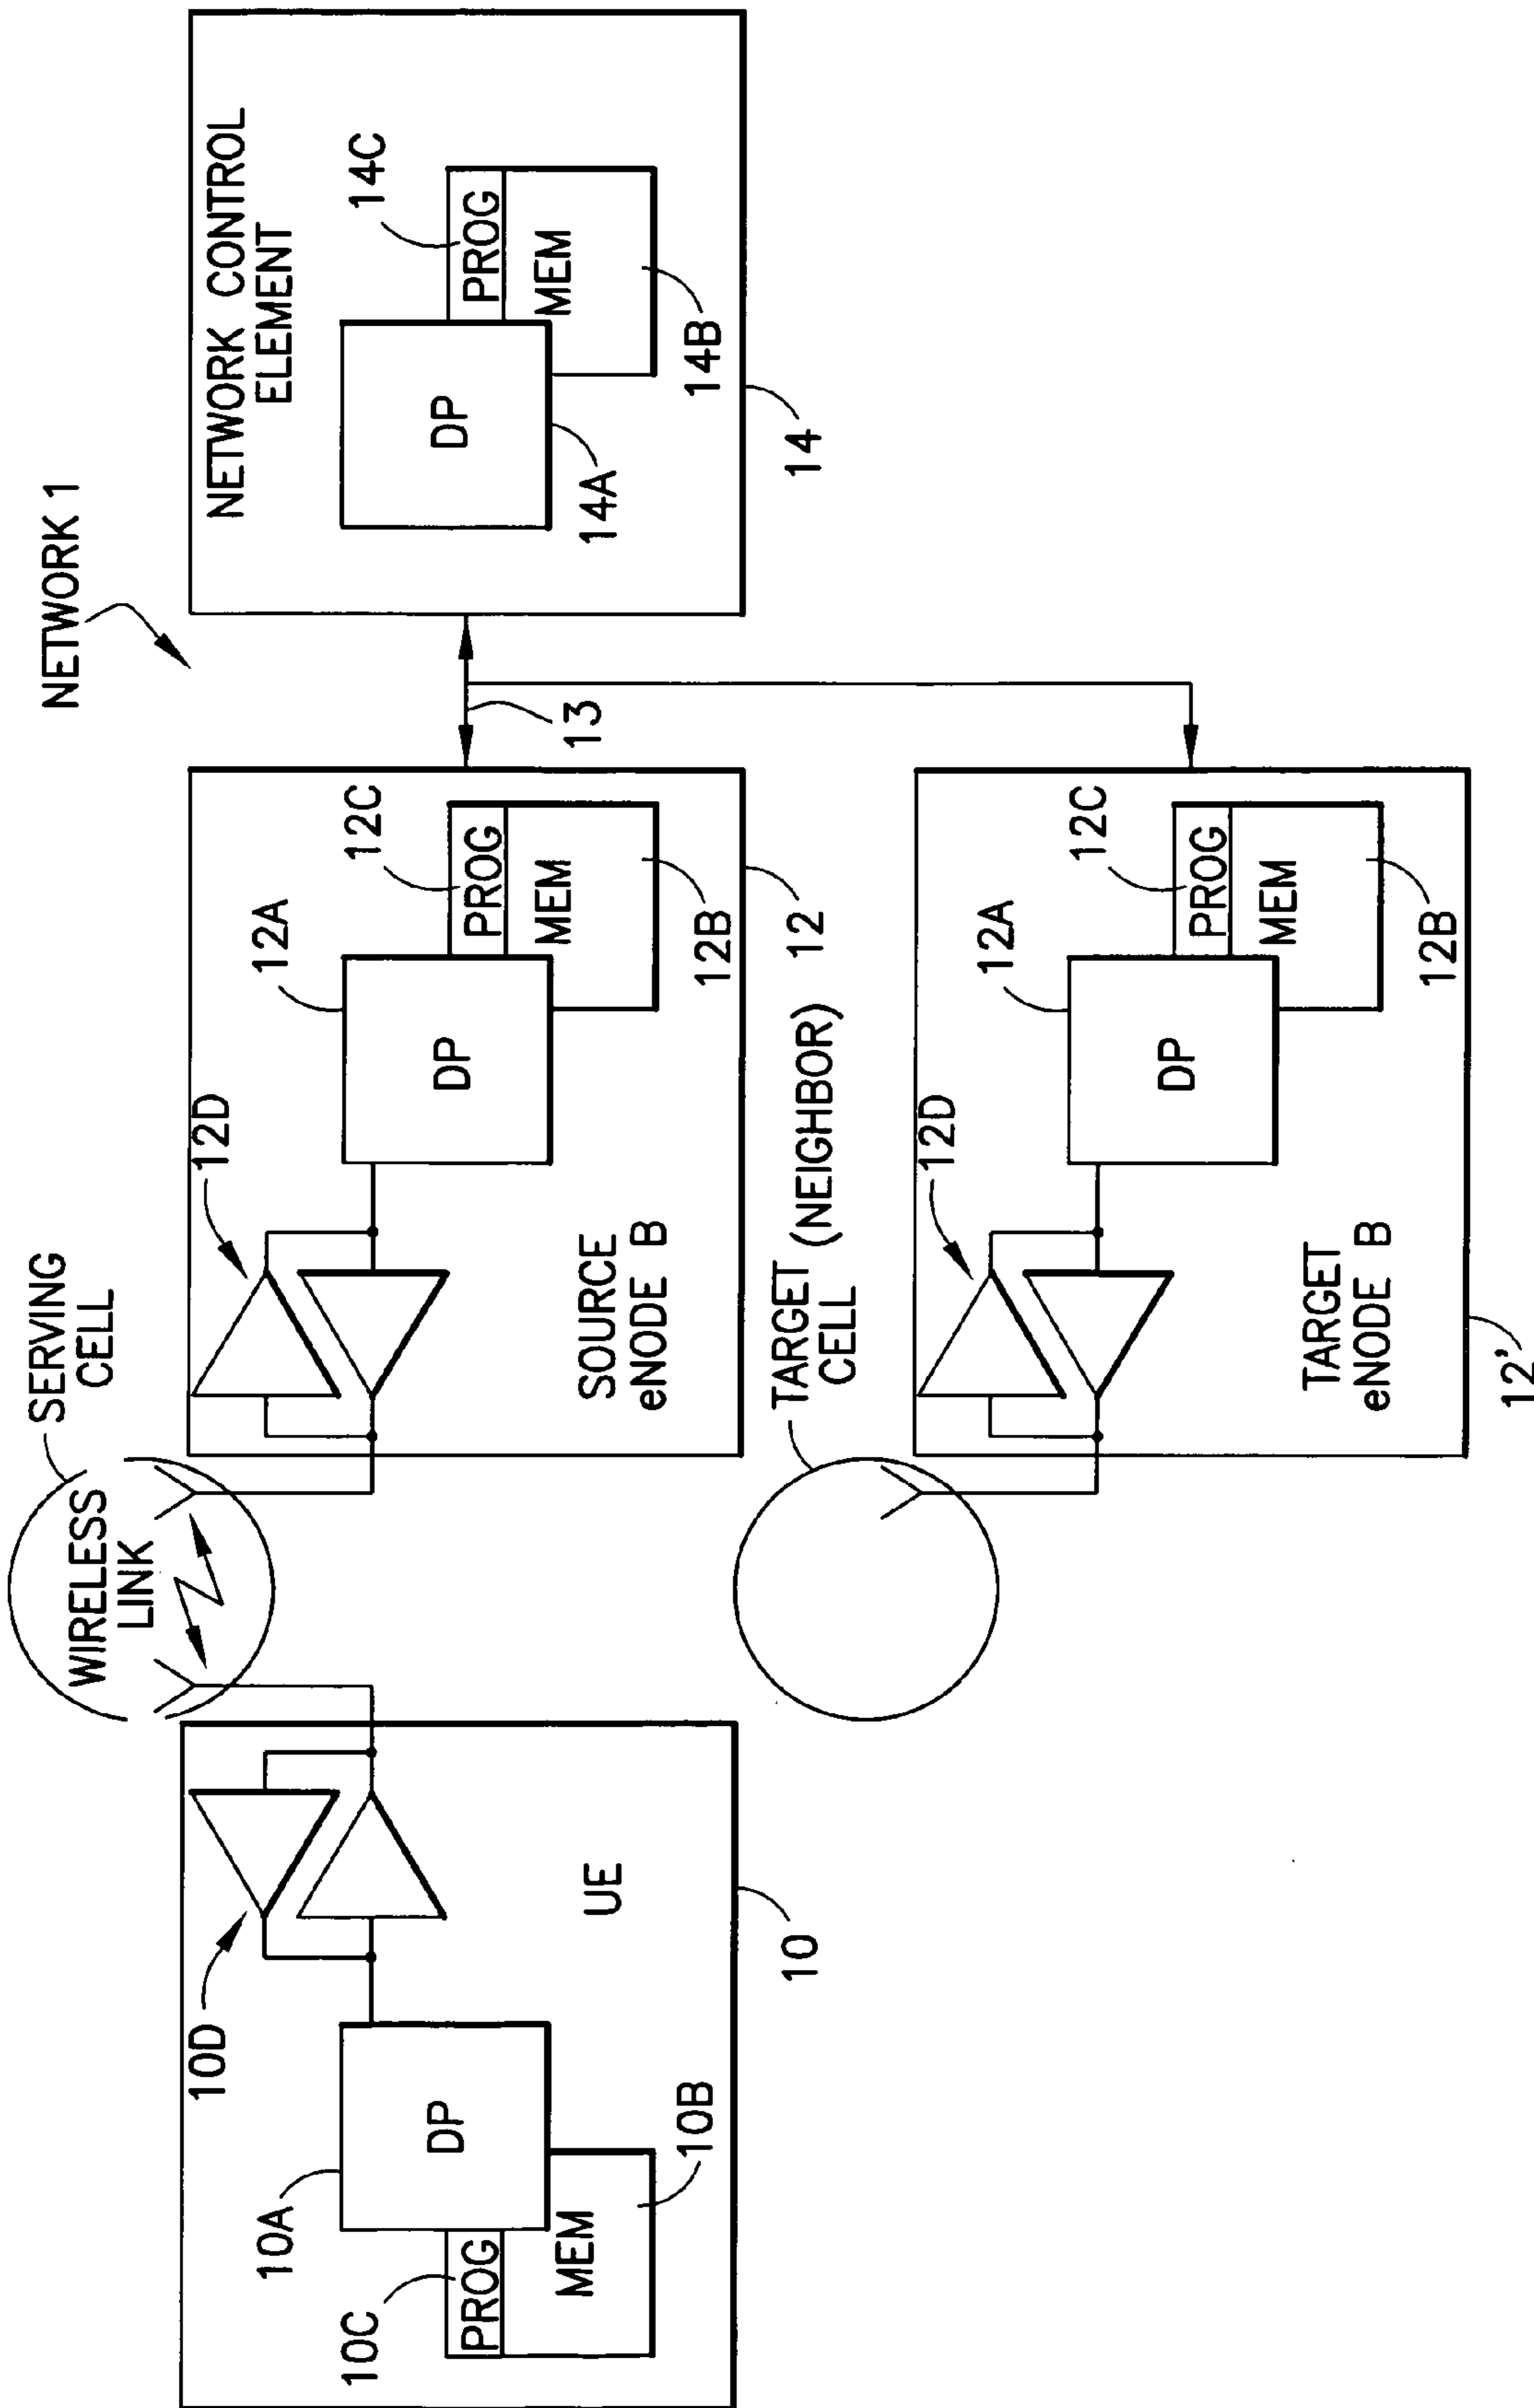 NETWORK 1
SERVING
CELL
WIRELESS
LINK
10D
10A
DP
10C
PROG
MEM
10B
UE
10
12D
12A
DP
12C
PROG
MEM
12B
SOURCE
eNODE B
12
13
NETWORK CONTROL
ELEMENT
DP
14C
PROG
MEM
14A
14B
14
TARGET (NEIGHBOR)
CELL
12D
12A
DP
12C
PROG
MEM
12B
TARGET
eNODE B
12'